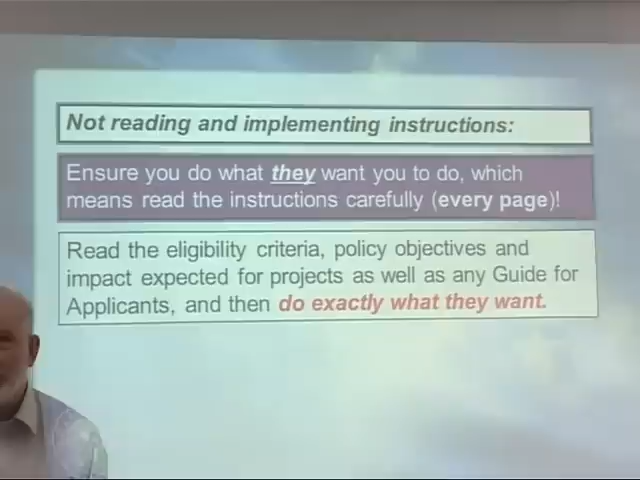 Not reading and implementing instructions:
Ensure you do what they want you to do, which
means read the instructions carefully (every page)!
Read the eligibility criteria, policy objectives and
impact expected for projects as well as any Guide for
Applicants, and then do exactly what they want.